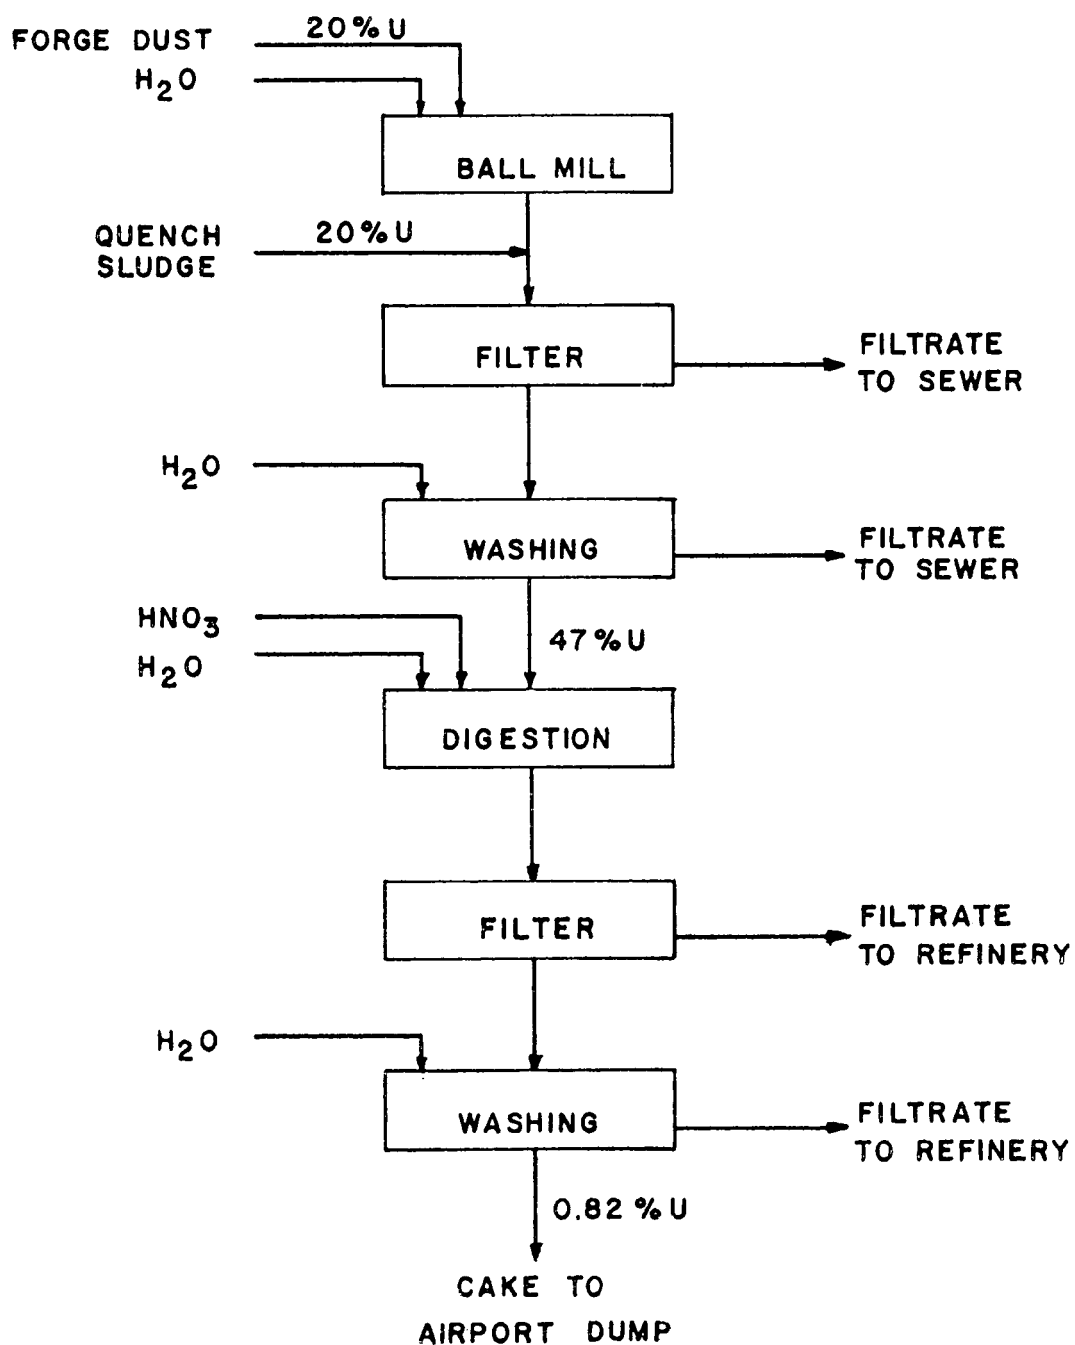 FORGE DUST
20% U
H₂O
BALL MILL
QUENCH
SLUDGE
20% U
FILTER
FILTRATE
TO SEWER
H₂O
WASHING
FILTRATE
TO SEWER
HNO₃
H₂O
47% U
DIGESTION
FILTER
FILTRATE
TO REFINERY
H₂O
WASHING
FILTRATE
TO REFINERY
0.82 % U
CAKE TO
AIRPORT DUMP